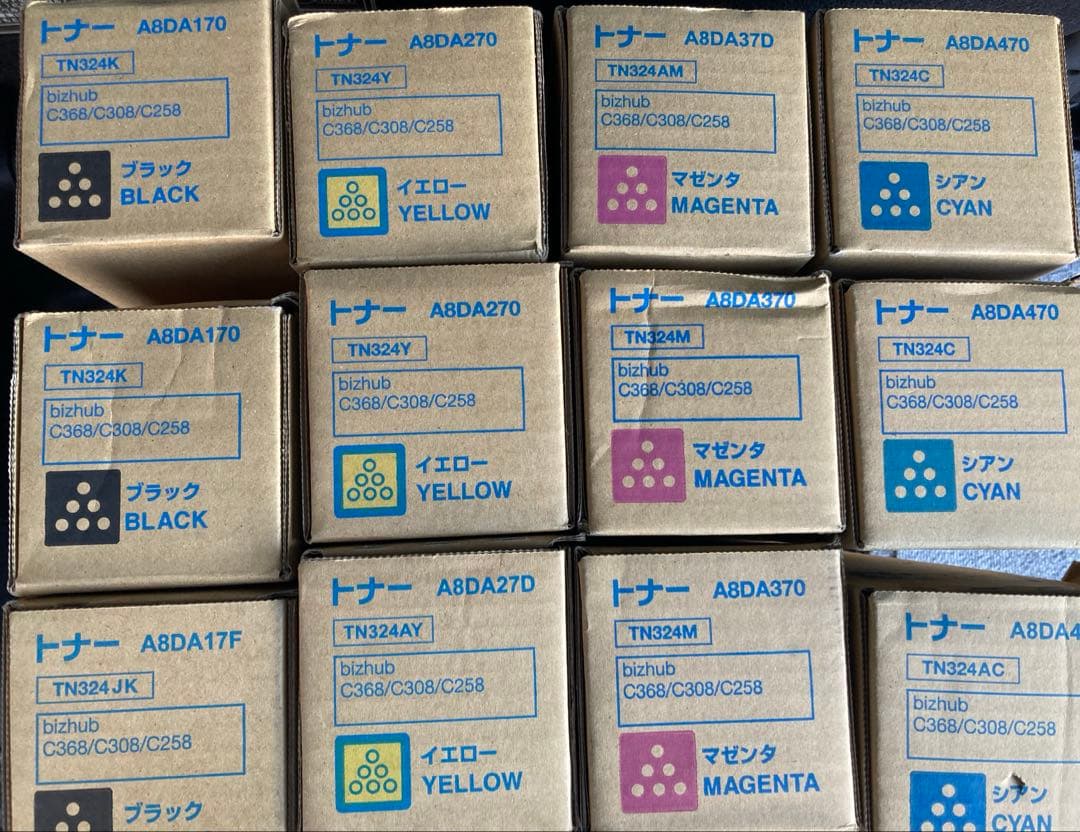 トナー A8DA170
TN324K
bizhub
C368/C308/C258
ブラック
BLACK
トナー A8DA270
TN324Y
bizhub
C368/C308/C258
イエロー
YELLOW
トナー A8DA37D
TN324AM
bizhub
C368/C308/C258
マゼンタ
MAGENTA
トナー A8DA470
TN324C
bizhub
C368/C308/C258
シアン
CYAN
トナー A8DA170
TN324K
bizhub
C368/C308/C258
ブラック
BLACK
トナー A8DA270
TN324Y
bizhub
C368/C308/C258
イエロー
YELLOW
トナー A8DA370
TN324M
bizhub
C368/C308/C258
マゼンタ
MAGENTA
トナー A8DA470
TN324C
bizhub
C368/C308/C258
シアン
CYAN
トナー A8DA17F
TN324JK
bizhub
C368/C308/C258
ブラック
トナー A8DA27D
TN324AY
bizhub
C368/C308/C258
イエロー
YELLOW
トナー A8DA370
TN324M
bizhub
C368/C308/C258
マゼンタ
MAGENTA
トナー A8DA4
TN324AC
bizhub
C368/C308/C258
シアン
CYAN